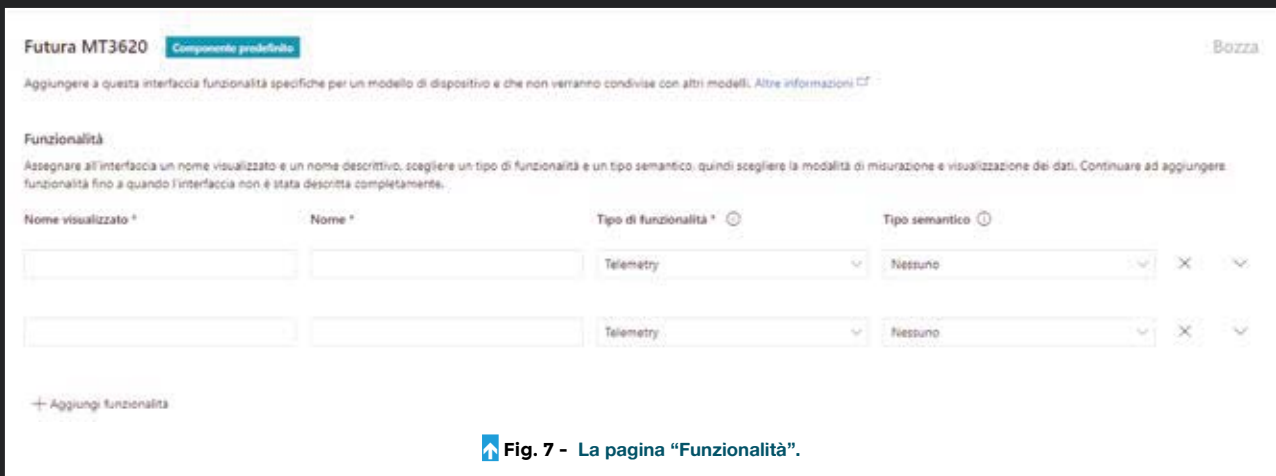 Futura MT3620 Componente predefinito Bozza
Aggiungere a questa interfaccia funzionalità specifiche per un modello di dispositivo e che non verranno condivise con altri modelli. Altre informazioni
Funzionalità
Assegnare all'interfaccia un nome visualizzato e un nome descrittivo, scegliere un tipo di funzionalità e un tipo semantico, quindi scegliere la modalità di misurazione e visualizzazione dei dati. Continuare ad aggiungere
funzionalità fino a quando l'interfaccia non è stata descritta completamente.
Nome visualizzato * Nome * Tipo di funzionalità * Tipo semantico
Telemetry Nessuno
Telemetry Nessuno
+ Aggiungi funzionalità
Fig. 7 - La pagina “Funzionalità”.